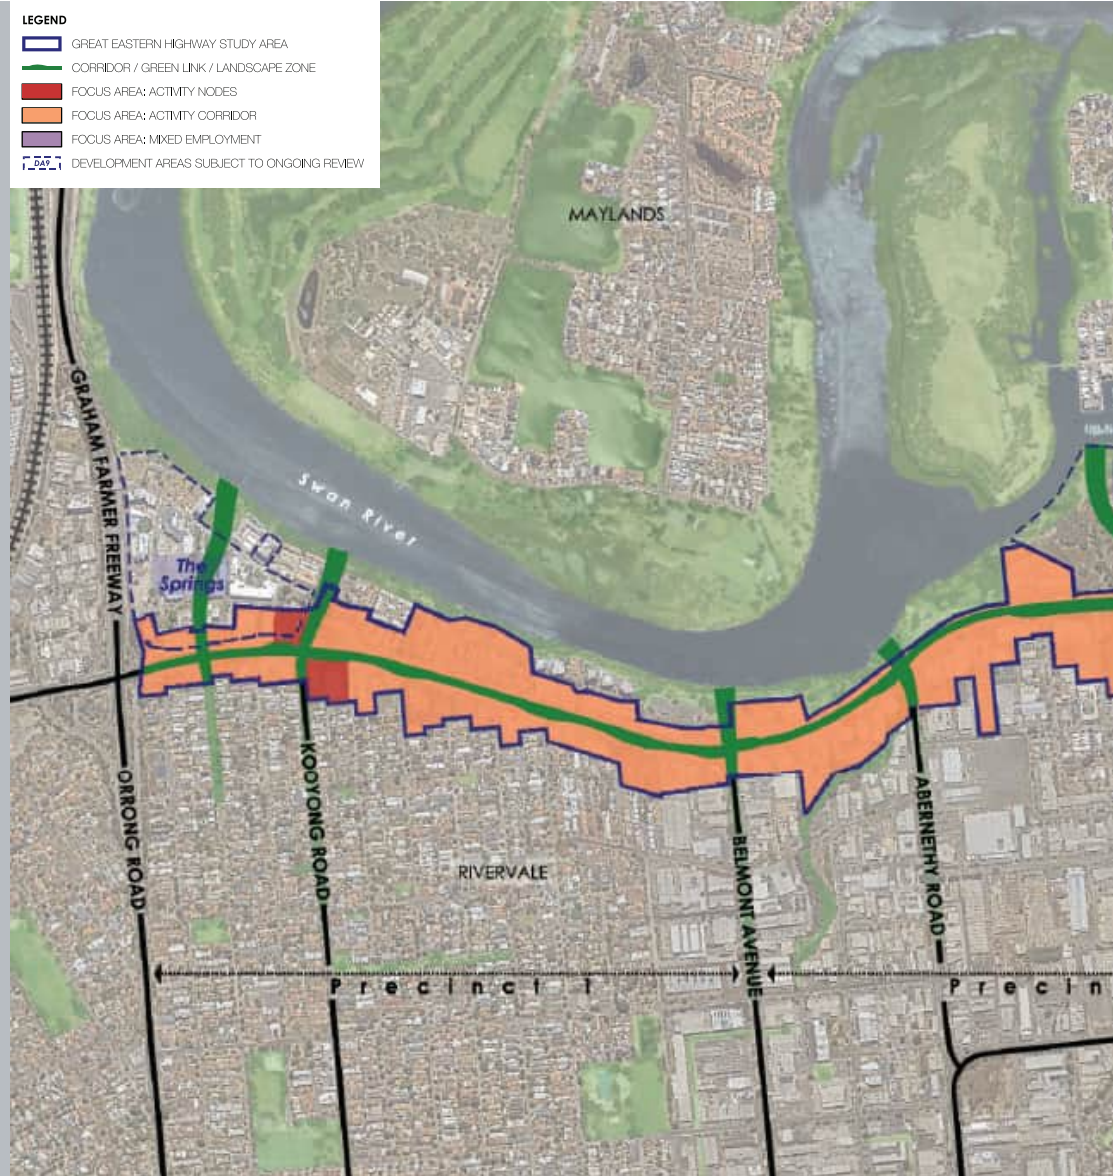 LEGEND
GREAT EASTERN HIGHWAY STUDY AREA
CORRIDOR / GREEN LINK / LANDSCAPE ZONE
FOCUS AREA: ACTIVITY NODES
FOCUS AREA: ACTIVITY CORRIDOR
FOCUS AREA: MIXED EMPLOYMENT
DA9 DEVELOPMENT AREAS SUBJECT TO ONGOING REVIEW
MAYLANDS
GRAHAM FARMER FREEWAY
Swan River
The
Springs
ORRONG ROAD
KOOYONG ROAD
RIVERVALE
BELMONT AVENUE
ABERNETHY ROAD
Precinct 1
Precin